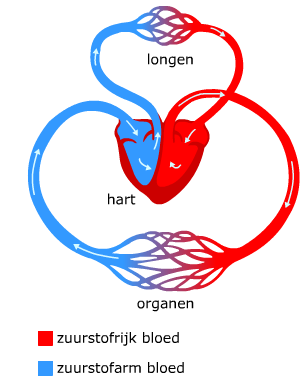 longen
hart
organen
zuurstofrijk bloed
zuurstofarm bloed